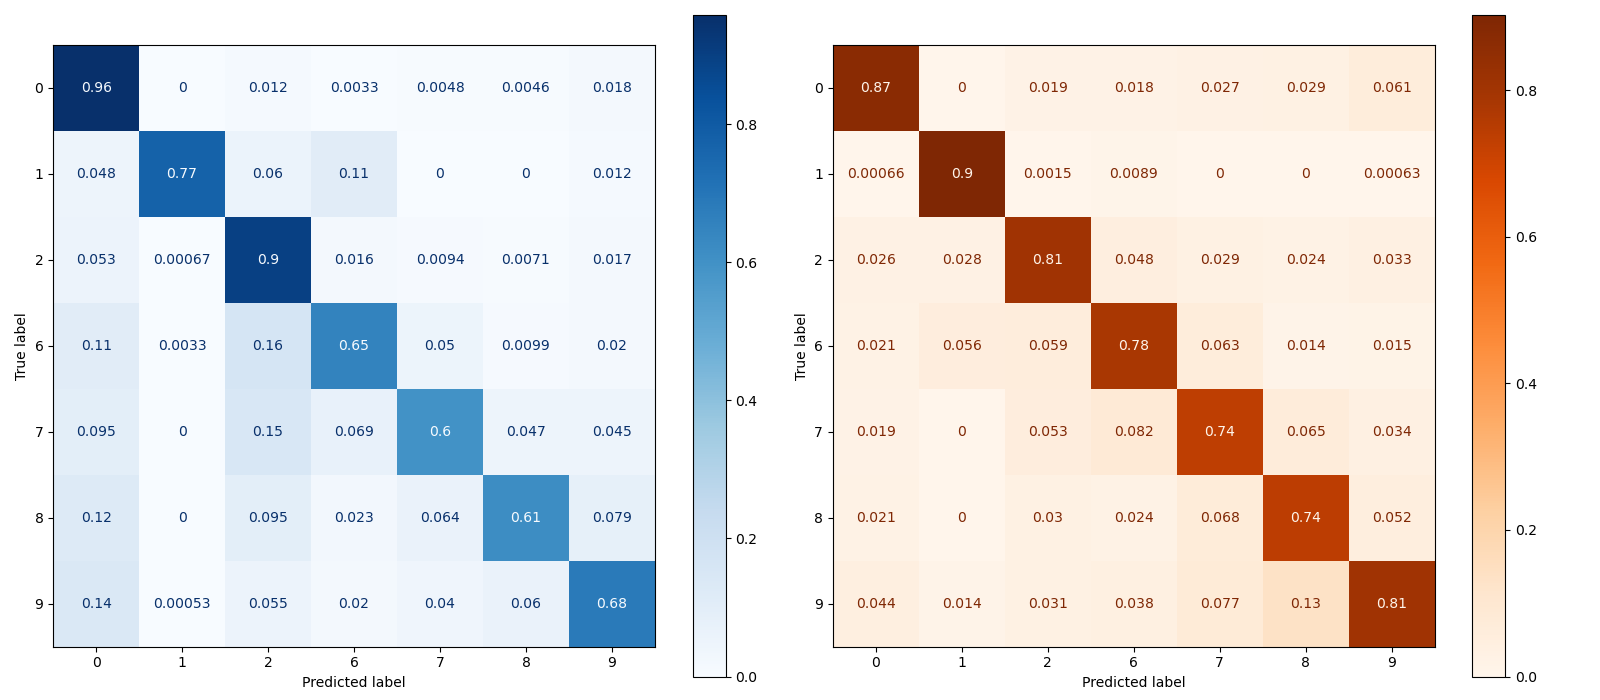 0 0.96 0 0.012 0.0033 0.0048 0.0046 0.018
1 0.048 0.77 0.06 0.11 0 0 0.012
2 0.053 0.00067 0.9 0.016 0.0094 0.0071 0.017
6 0.11 0.0033 0.16 0.65 0.05 0.0099 0.02
7 0.095 0 0.15 0.069 0.6 0.047 0.045
8 0.12 0 0.095 0.023 0.064 0.61 0.079
9 0.14 0.00053 0.055 0.02 0.04 0.06 0.68
0 1 2 6 7 8 9
True label
Predicted label
0.8
0.6
0.4
0.2
0.0
0 0.87 0 0.019 0.018 0.027 0.029 0.061
1 0.00066 0.9 0.0015 0.0089 0 0 0.00063
2 0.026 0.028 0.81 0.048 0.029 0.024 0.033
6 0.021 0.056 0.059 0.78 0.063 0.014 0.015
7 0.019 0 0.053 0.082 0.74 0.065 0.034
8 0.021 0 0.03 0.024 0.068 0.74 0.052
9 0.044 0.014 0.031 0.038 0.077 0.13 0.81
0 1 2 6 7 8 9
True label
Predicted label
0.8
0.6
0.4
0.2
0.0